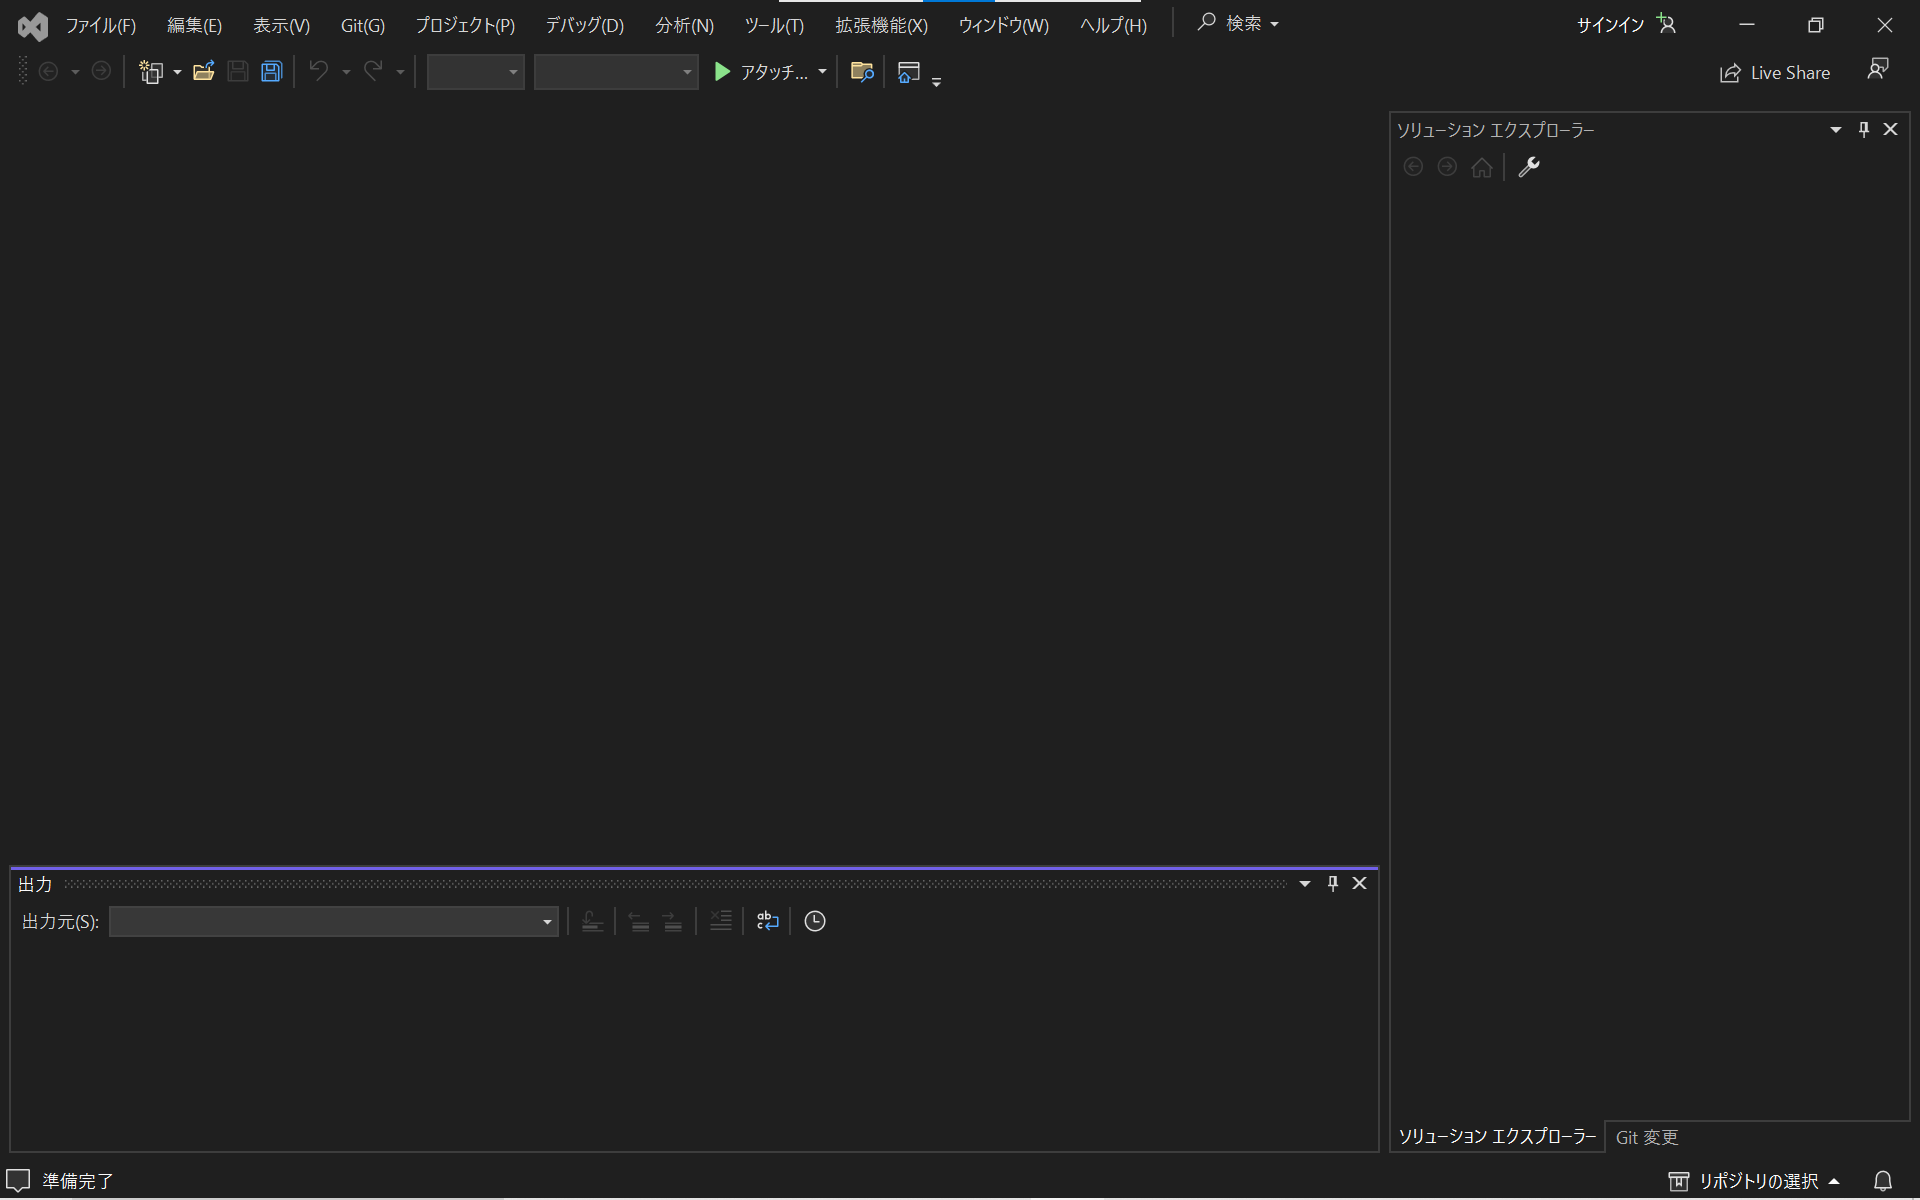 ファイル(F) 編集(E) 表示(V) Git(G) プロジェクト(P) デバッグ(D) 分析(N) ツール(T) 拡張機能(X) ウィンドウ(W) ヘルプ(H) 検索 サインイン
アタッチ... Live Share
ソリューション エクスプローラー
出力
出力元(S):
ソリューション エクスプローラー Git 変更
準備完了 リポジトリの選択